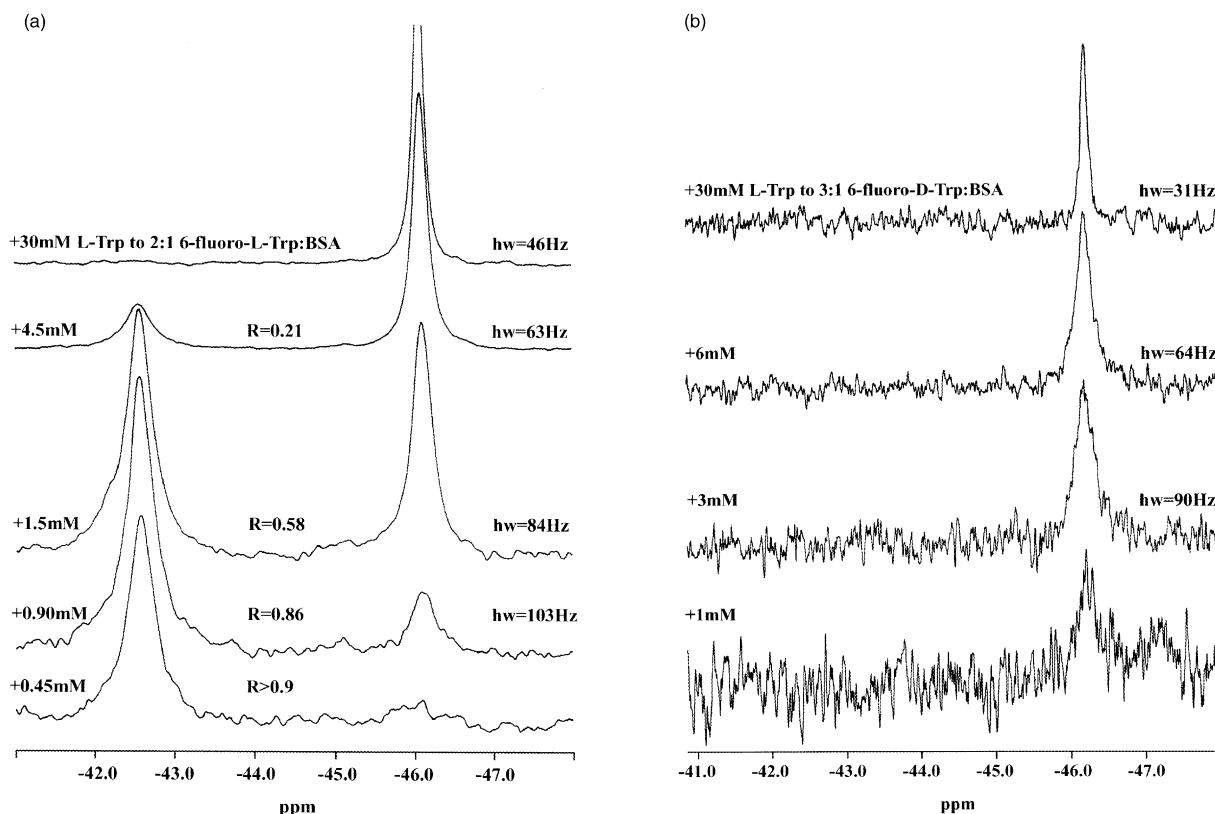 (a)
+30mM L-Trp to 2:1 6-fluoro-L-Trp:BSA hw=46Hz
+4.5mM R=0.21 hw=63Hz
+1.5mM R=0.58 hw=84Hz
+0.90mM R=0.86 hw=103Hz
+0.45mM R>0.9
-42.0 -43.0 -44.0 -45.0 -46.0 -47.0
ppm
(b)
+30mM L-Trp to 3:1 6-fluoro-D-Trp:BSA hw=31Hz
+6mM hw=64Hz
+3mM hw=90Hz
+1mM
-41.0 -42.0 -43.0 -44.0 -45.0 -46.0 -47.0
ppm